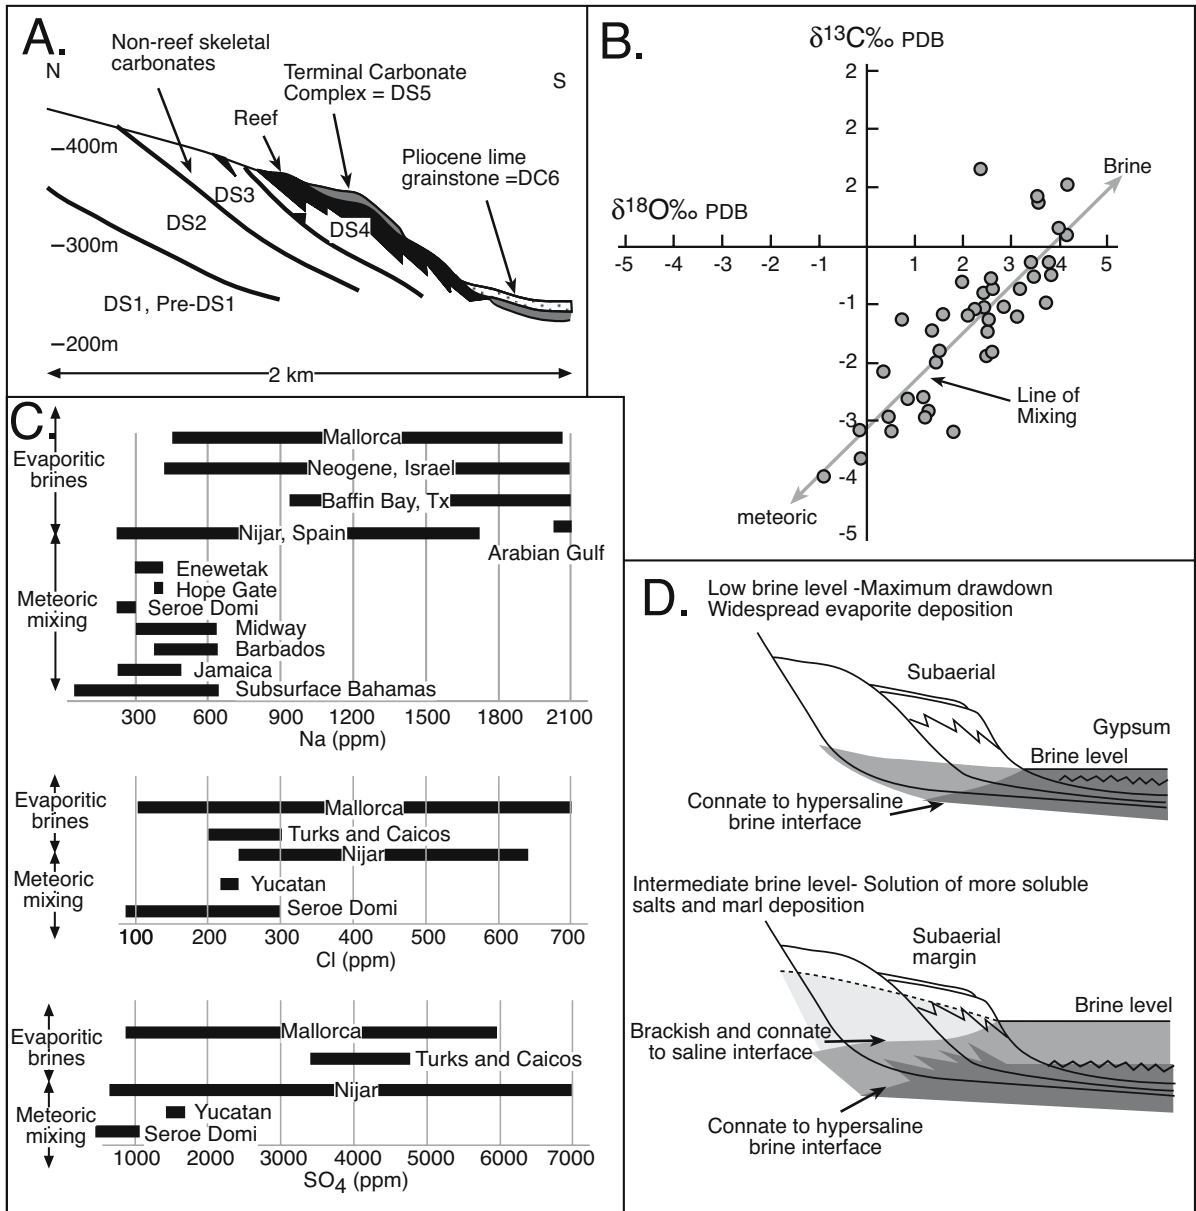 A.
N
S
Non-reef skeletal
carbonates
Terminal Carbonate
Complex = DS5
Reef
Pliocene lime
grainstone =DC6
–400m
DS3
DS2
DS4
–300m
DS1, Pre-DS1
–200m
2 km
B.
δ13C‰ PDB
2
2
2
Brine
δ18O‰ PDB
-5 -4 -3 -2 -1 1 2 3 4 5
-1
-2
Line of
Mixing
-3
-4
meteoric
-5
C.
Evaporitic
brines
Meteoric
mixing
Mallorca
Neogene, Israel
Baffin Bay, Tx
Nijar, Spain
Arabian Gulf
Enewetak
Hope Gate
Seroe Domi
Midway
Barbados
Jamaica
Subsurface Bahamas
300 600 900 1200 1500 1800 2100
Na (ppm)
Evaporitic
brines
Meteoric
mixing
Mallorca
Turks and Caicos
Nijar
Yucatan
Seroe Domi
100 200 300 400 500 600 700
Cl (ppm)
Evaporitic
brines
Meteoric
mixing
Mallorca
Turks and Caicos
Nijar
Yucatan
Seroe Domi
1000 2000 3000 4000 5000 6000 7000
SO4 (ppm)
D.
Low brine level -Maximum drawdown
Widespread evaporite deposition
Subaerial
Gypsum
Brine level
Connate to hypersaline
brine interface
Intermediate brine level- Solution of more soluble
salts and marl deposition
Subaerial
margin
Brine level
Brackish and connate
to saline interface
Connate to hypersaline
brine interface